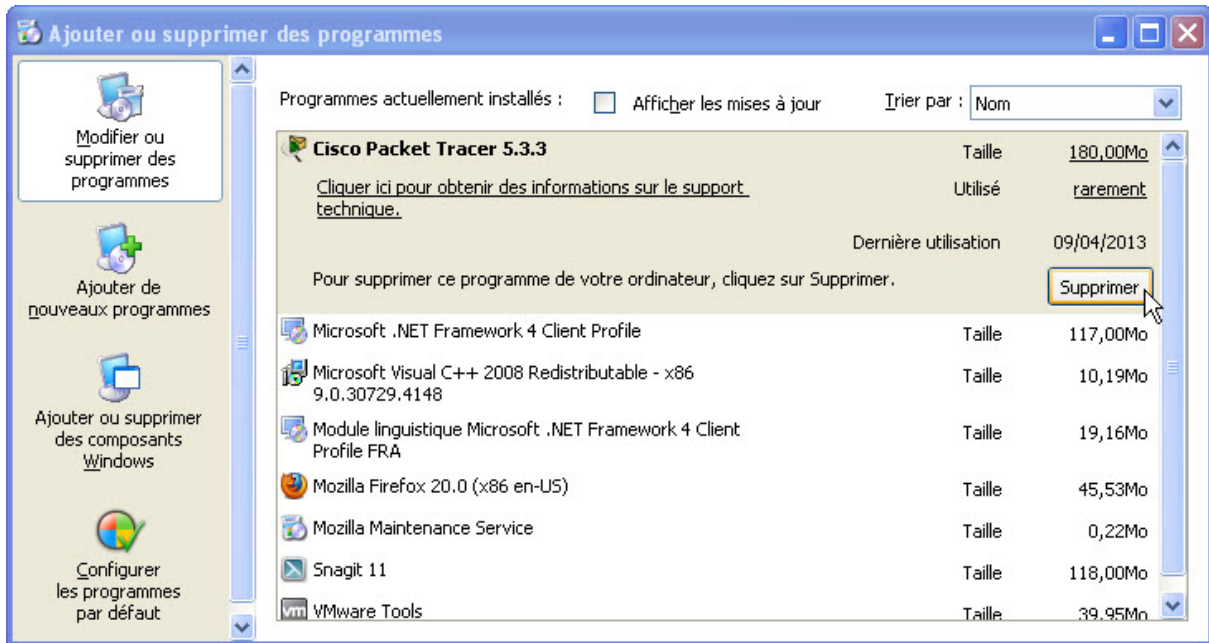 Ajouter ou supprimer des programmes
Modifier ou
supprimer des
programmes
Ajouter de
nouveaux programmes
Ajouter ou supprimer
des composants
Windows
Configurer
les programmes
par défaut
Programmes actuellement installés :
Afficher les mises à jour
Trier par :
Nom
Cisco Packet Tracer 5.3.3
Taille
180,00Mo
Cliquer ici pour obtenir des informations sur le support
technique.
Utilisé
rarement
Dernière utilisation
09/04/2013
Pour supprimer ce programme de votre ordinateur, cliquez sur Supprimer.
Supprimer
Microsoft .NET Framework 4 Client Profile
Taille
117,00Mo
Microsoft Visual C++ 2008 Redistributable - x86
9.0.30729.4148
Taille
10,19Mo
Module linguistique Microsoft .NET Framework 4 Client
Profile FRA
Taille
19,16Mo
Mozilla Firefox 20.0 (x86 en-US)
Taille
45,53Mo
Mozilla Maintenance Service
Taille
0,22Mo
Snagit 11
Taille
118,00Mo
vm
VMware Tools
Taille
39,95Mo